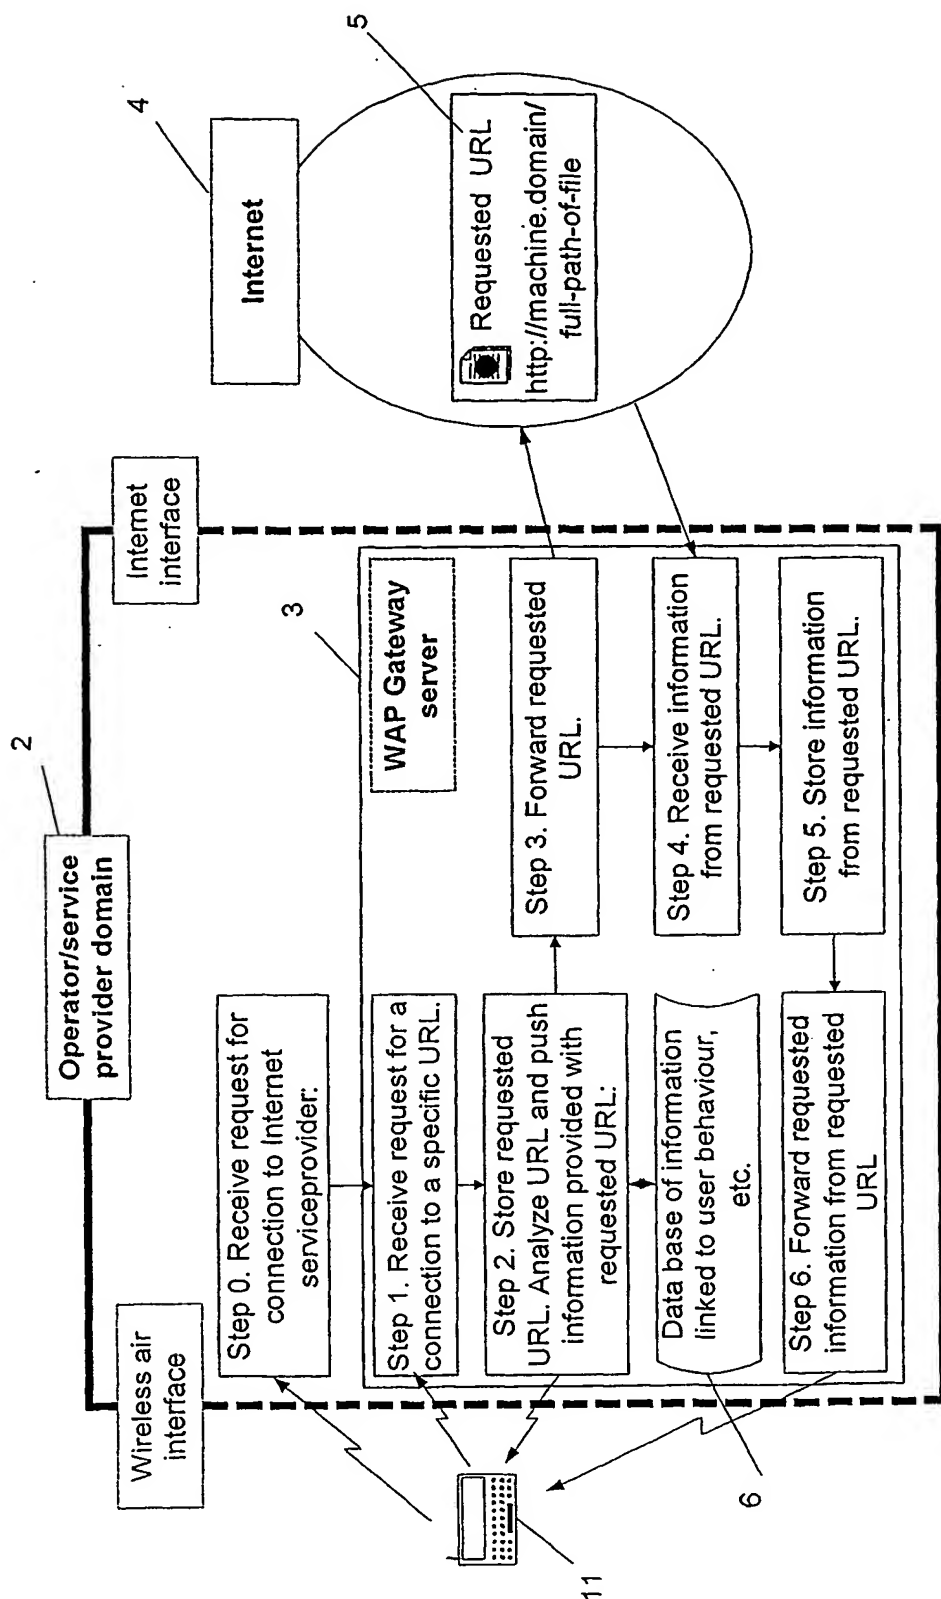 2
Operator/service
provider domain
Wireless air
interface
Internet
interface
4
Internet
5
Requested URL
http://machine.domain/
full-path-of-file
3
WAP Gateway
server
Step 0. Receive request for
connection to Internet
serviceprovider:
Step 1. Receive request for a
connection to a specific URL.
Step 2. Store requested
URL. Analyze URL and push
information provided with
requested URL:
Data base of information
linked to user behaviour,
etc.
Step 3. Forward requested
URL.
Step 4. Receive information
from requested URL.
Step 5. Store information
from requested URL.
Step 6. Forward requested
information from requested
URL
6
11